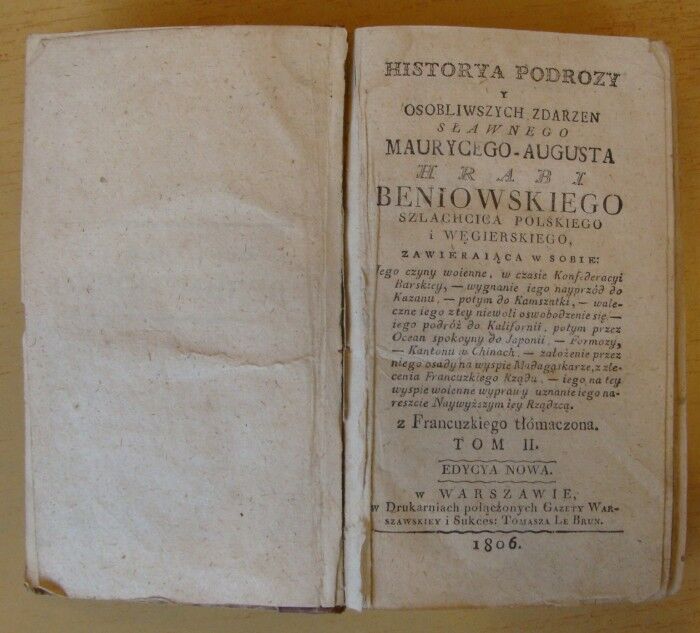 HISTORYA PODROZY
Y
OSOBLIWSZYCH ZDARZEN
SŁAWNEGO
MAURYCEGO-AUGUSTA
HRABI
BENIOWSKIEGO
SZLACHCICA POLSKIEGO
i WĘGIERSKIEGO,
ZAWIERAIĄCA W SOBIE:
Jego czyny woienne, w czasie Konfederacyi
Barskiey, — wygnanie iego nayprzód do
Kazanu, — potym do Kamszatki, — wale-
czne iego z tey niewoli oswobodzenie się —
iego podróż do Kalifornii, potym przez
Ocean spokoyny do Japonii, — Formozy,
— Kantonu w Chinach, — założenie przez
niego osady na wyspie Madagaskarze, z zle-
cenia Francuzkiego Rządu, — iego na tey
wyspie woienne wyprawy uznanie iego na-
reszcie Naywyższym iey Rządzcą.
z Francuzkiego tłómaczona.
TOM II.
EDYCYA NOWA.
w WARSZAWIE,
w Drukarniach połączonych GAZETY WAR-
SZAWSKIEY i Sukces: TOMASZA LE BRUN.
1806.